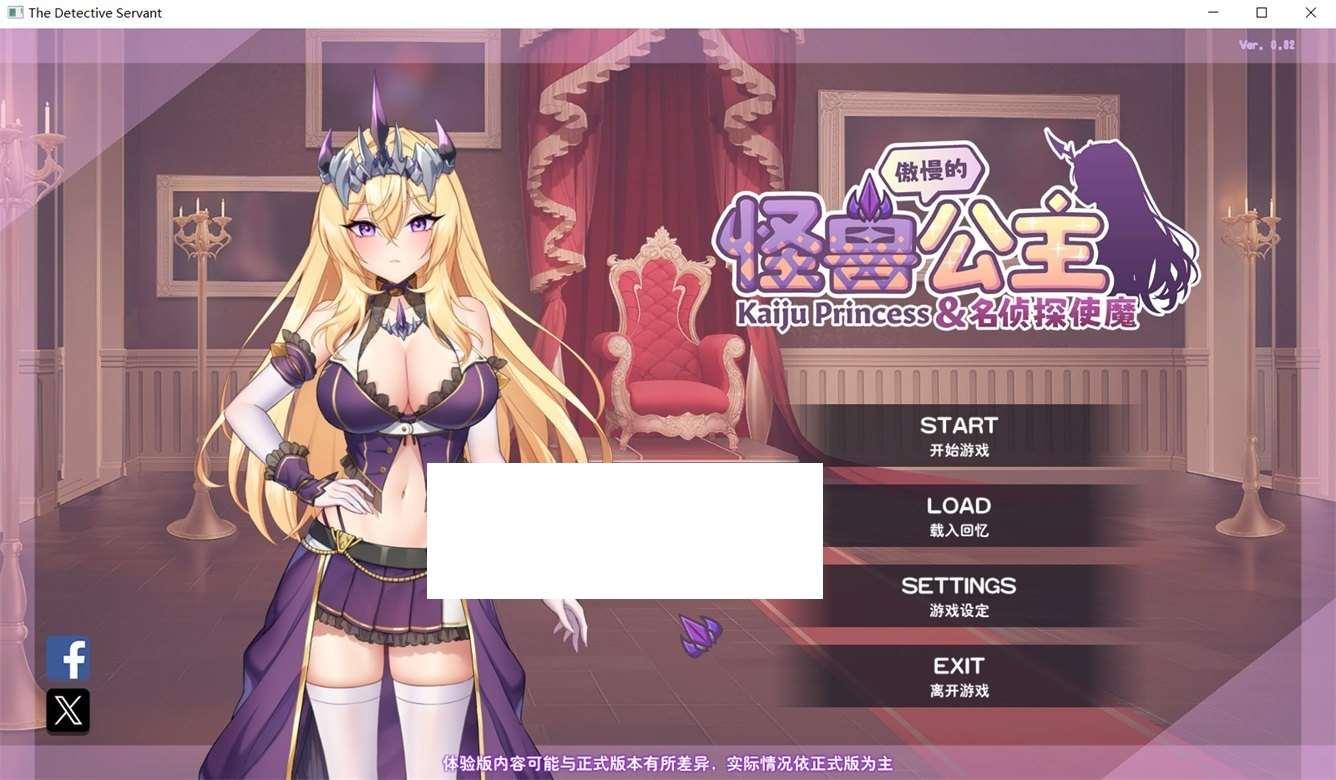 The Detective Servant
Ver. 0.82
傲慢的
怪兽公主
Kaiju Princess&名侦探使魔
START
开始游戏
LOAD
载入回忆
SETTINGS
游戏设定
EXIT
离开游戏
体验版内容可能与正式版本有所差异，实际情况依正式版为主